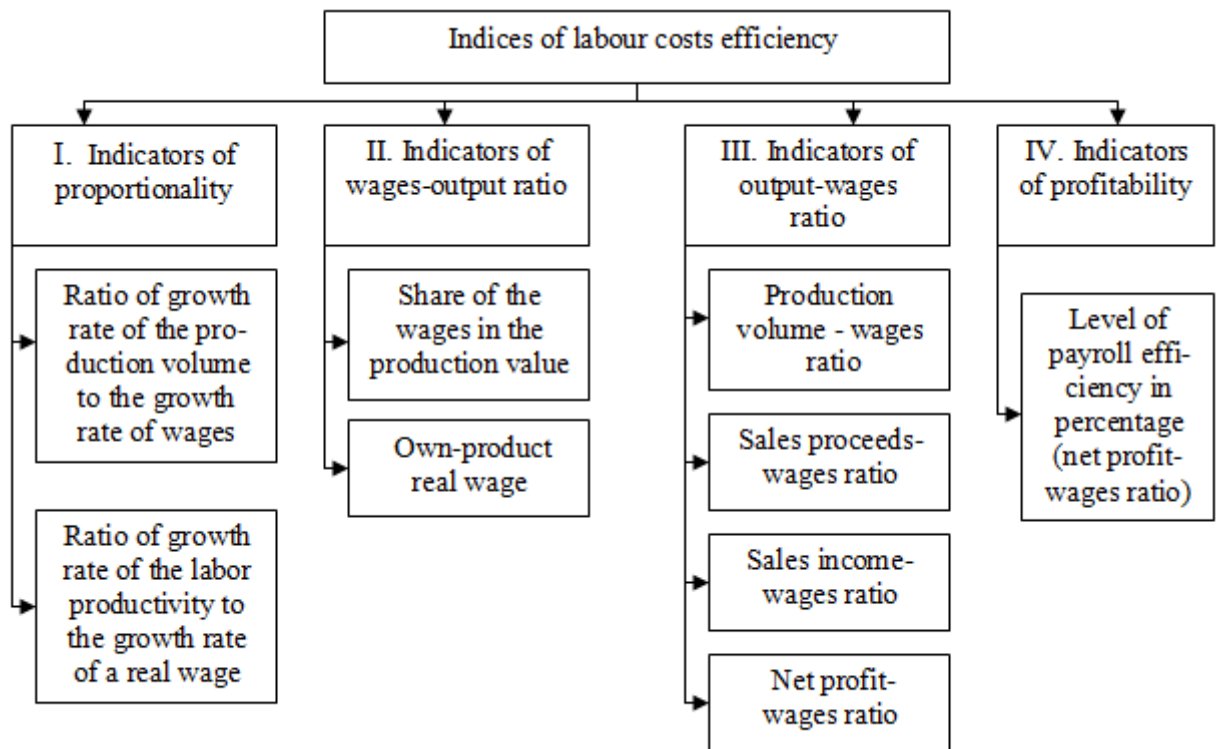 Indices of labour costs efficiency
I. Indicators of
proportionality
Ratio of growth
rate of the pro-
duction volume
to the growth
rate of wages
Ratio of growth
rate of the labor
productivity to
the growth rate
of a real wage
II. Indicators of
wages-output ratio
Share of the
wages in the
production value
Own-product
real wage
III. Indicators of
output-wages
ratio
Production
volume - wages
ratio
Sales proceeds-
wages ratio
Sales income-
wages ratio
Net profit-
wages ratio
IV. Indicators
of profitability
Level of
payroll effi-
ciency in
percentage
(net profit-
wages ratio)